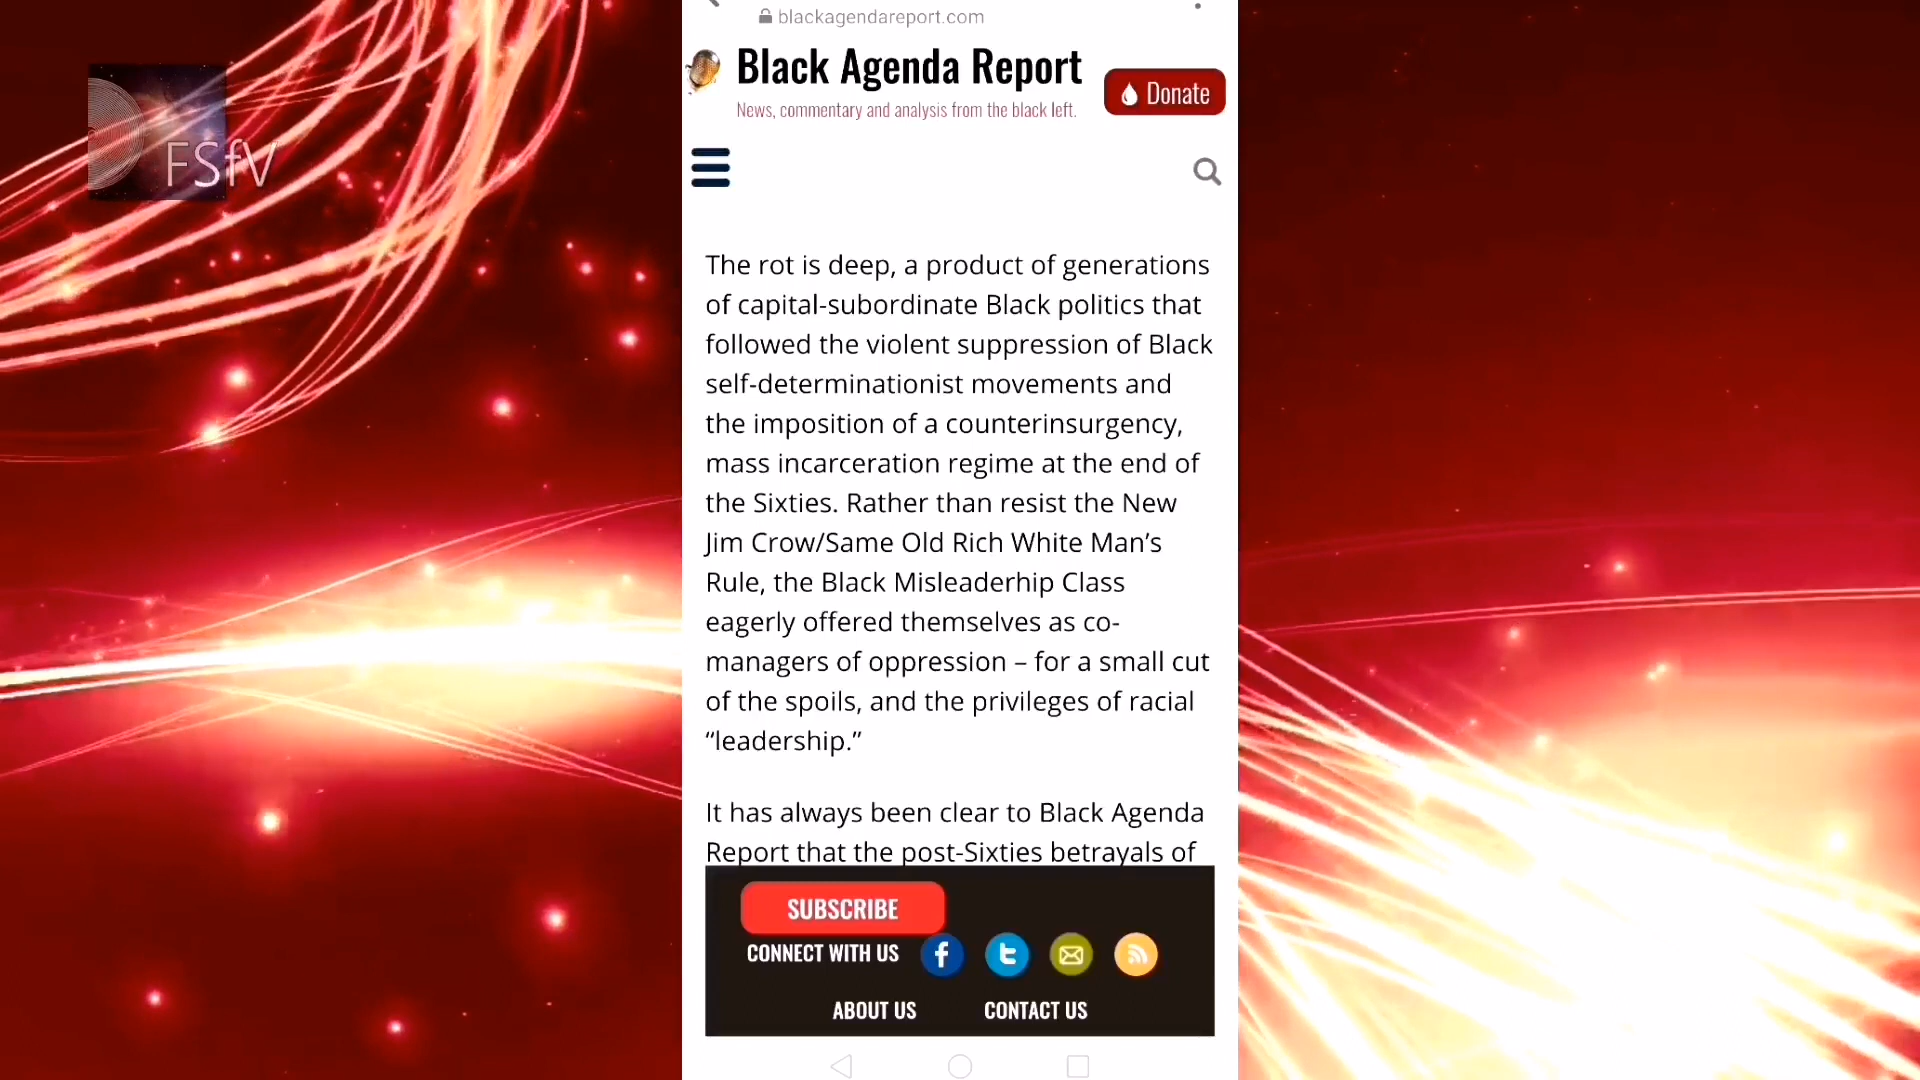 blackagendareport.com
Black Agenda Report
News, commentary and analysis from the black left.
Donate
FSfV
The rot is deep, a product of generations
of capital-subordinate Black politics that
followed the violent suppression of Black
self-determinationist movements and
the imposition of a counterinsurgency,
mass incarceration regime at the end of
the Sixties. Rather than resist the New
Jim Crow/Same Old Rich White Man’s
Rule, the Black Misleaderhip Class
eagerly offered themselves as co-
managers of oppression – for a small cut
of the spoils, and the privileges of racial
“leadership.”
It has always been clear to Black Agenda
Report that the post-Sixties betrayals of
SUBSCRIBE
CONNECT WITH US
ABOUT US CONTACT US